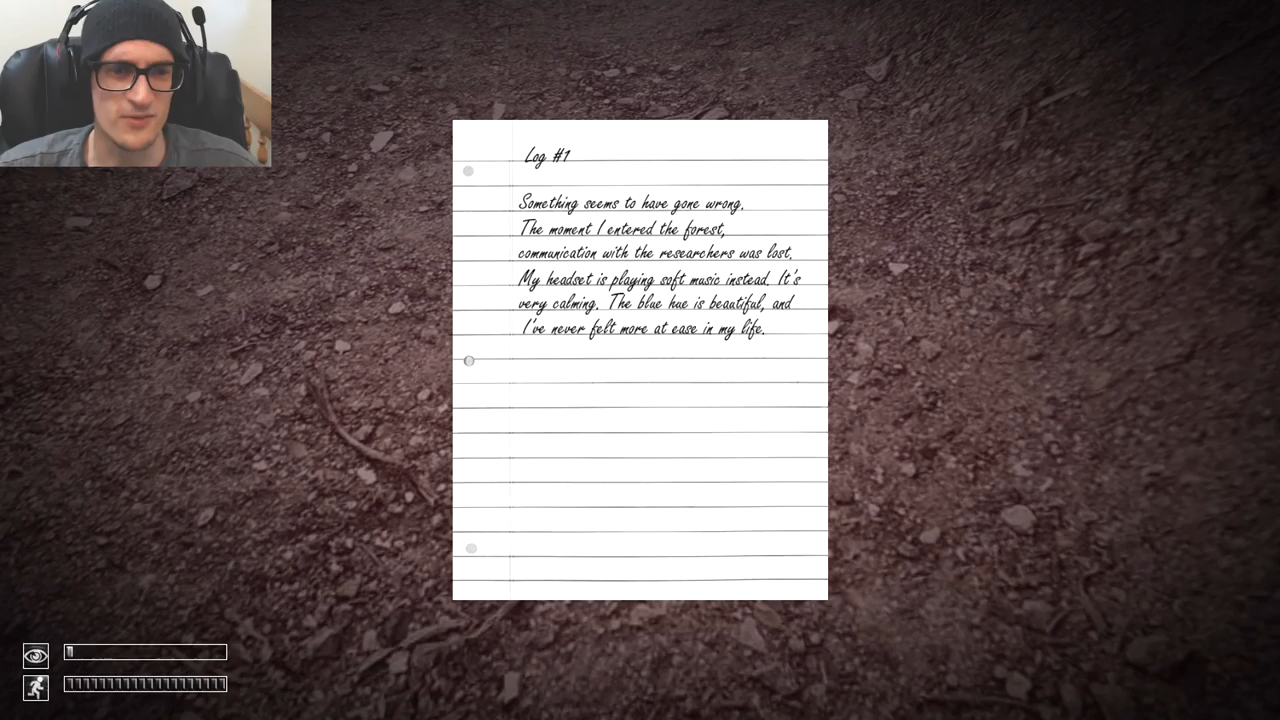 Log #1
Something seems to have gone wrong.
The moment I entered the forest,
communication with the researchers was lost.
My headset is playing soft music instead. It's
very calming. The blue hue is beautiful, and
I've never felt more at ease in my life.